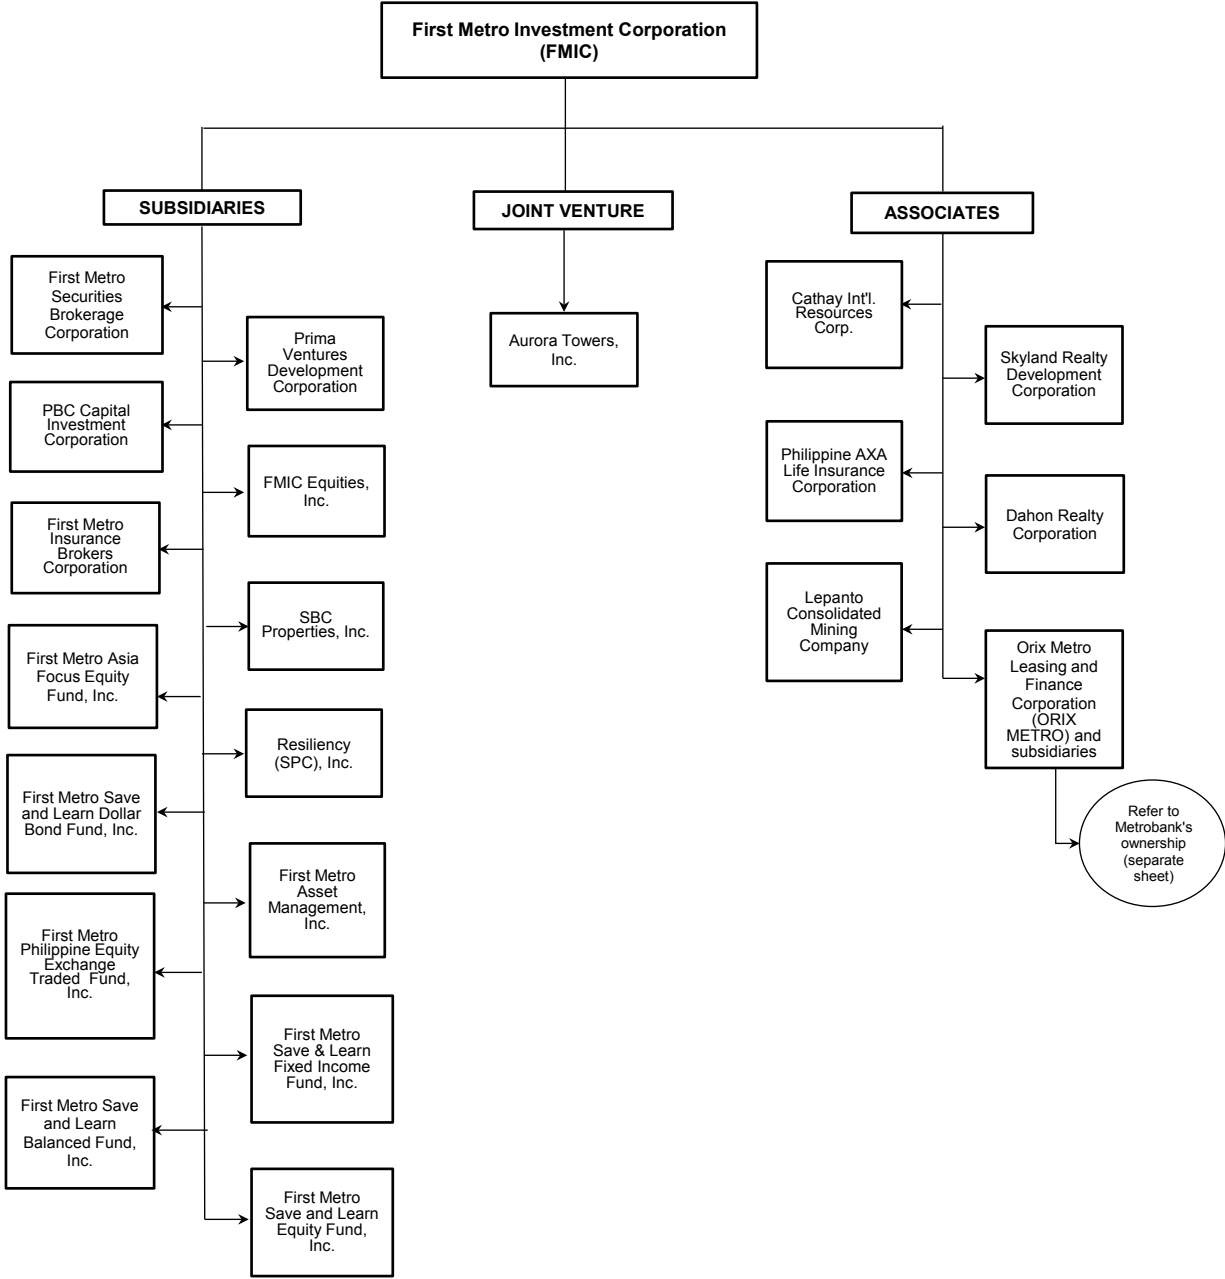 First Metro Investment Corporation
(FMIC)
SUBSIDIARIES
First Metro
Securities
Brokerage
Corporation
Prima
Ventures
Development
Corporation
PBC Capital
Investment
Corporation
FMIC Equities,
Inc.
First Metro
Insurance
Brokers
Corporation
SBC
Properties, Inc.
First Metro Asia
Focus Equity
Fund, Inc.
Resiliency
(SPC), Inc.
First Metro Save
and Learn Dollar
Bond Fund, Inc.
First Metro
Asset
Management,
Inc.
First Metro
Philippine Equity
Exchange
Traded  Fund,
Inc.
First Metro
Save & Learn
Fixed Income
Fund, Inc.
First Metro Save
and Learn
Balanced Fund,
Inc.
First Metro
Save and Learn
Equity Fund,
Inc.
JOINT VENTURE
Aurora Towers,
Inc.
ASSOCIATES
Cathay Int'l.
Resources
Corp.
Skyland Realty
Development
Corporation
Philippine AXA
Life Insurance
Corporation
Dahon Realty
Corporation
Lepanto
Consolidated
Mining
Company
Orix Metro
Leasing and
Finance
Corporation
(ORIX
METRO) and
subsidiaries
Refer to
Metrobank's
ownership
(separate
sheet)